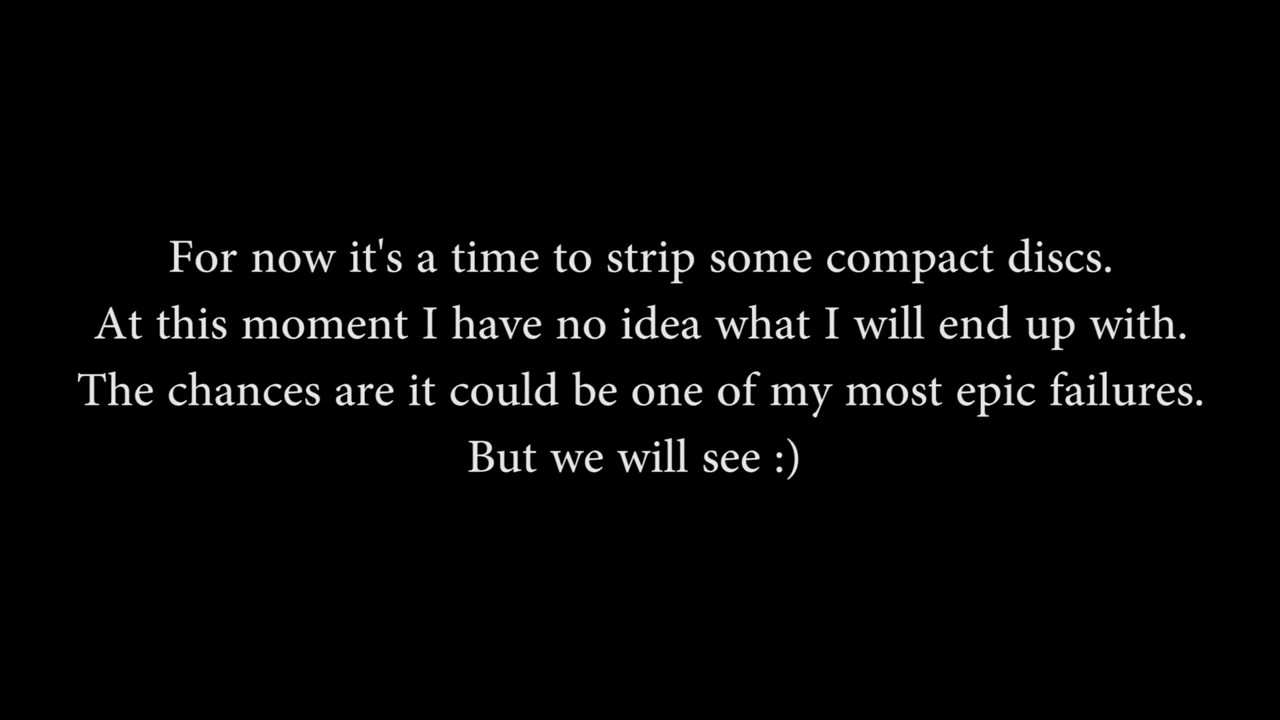 For now it's a time to strip some compact discs.
At this moment I have no idea what I will end up with.
The chances are it could be one of my most epic failures.
But we will see :)